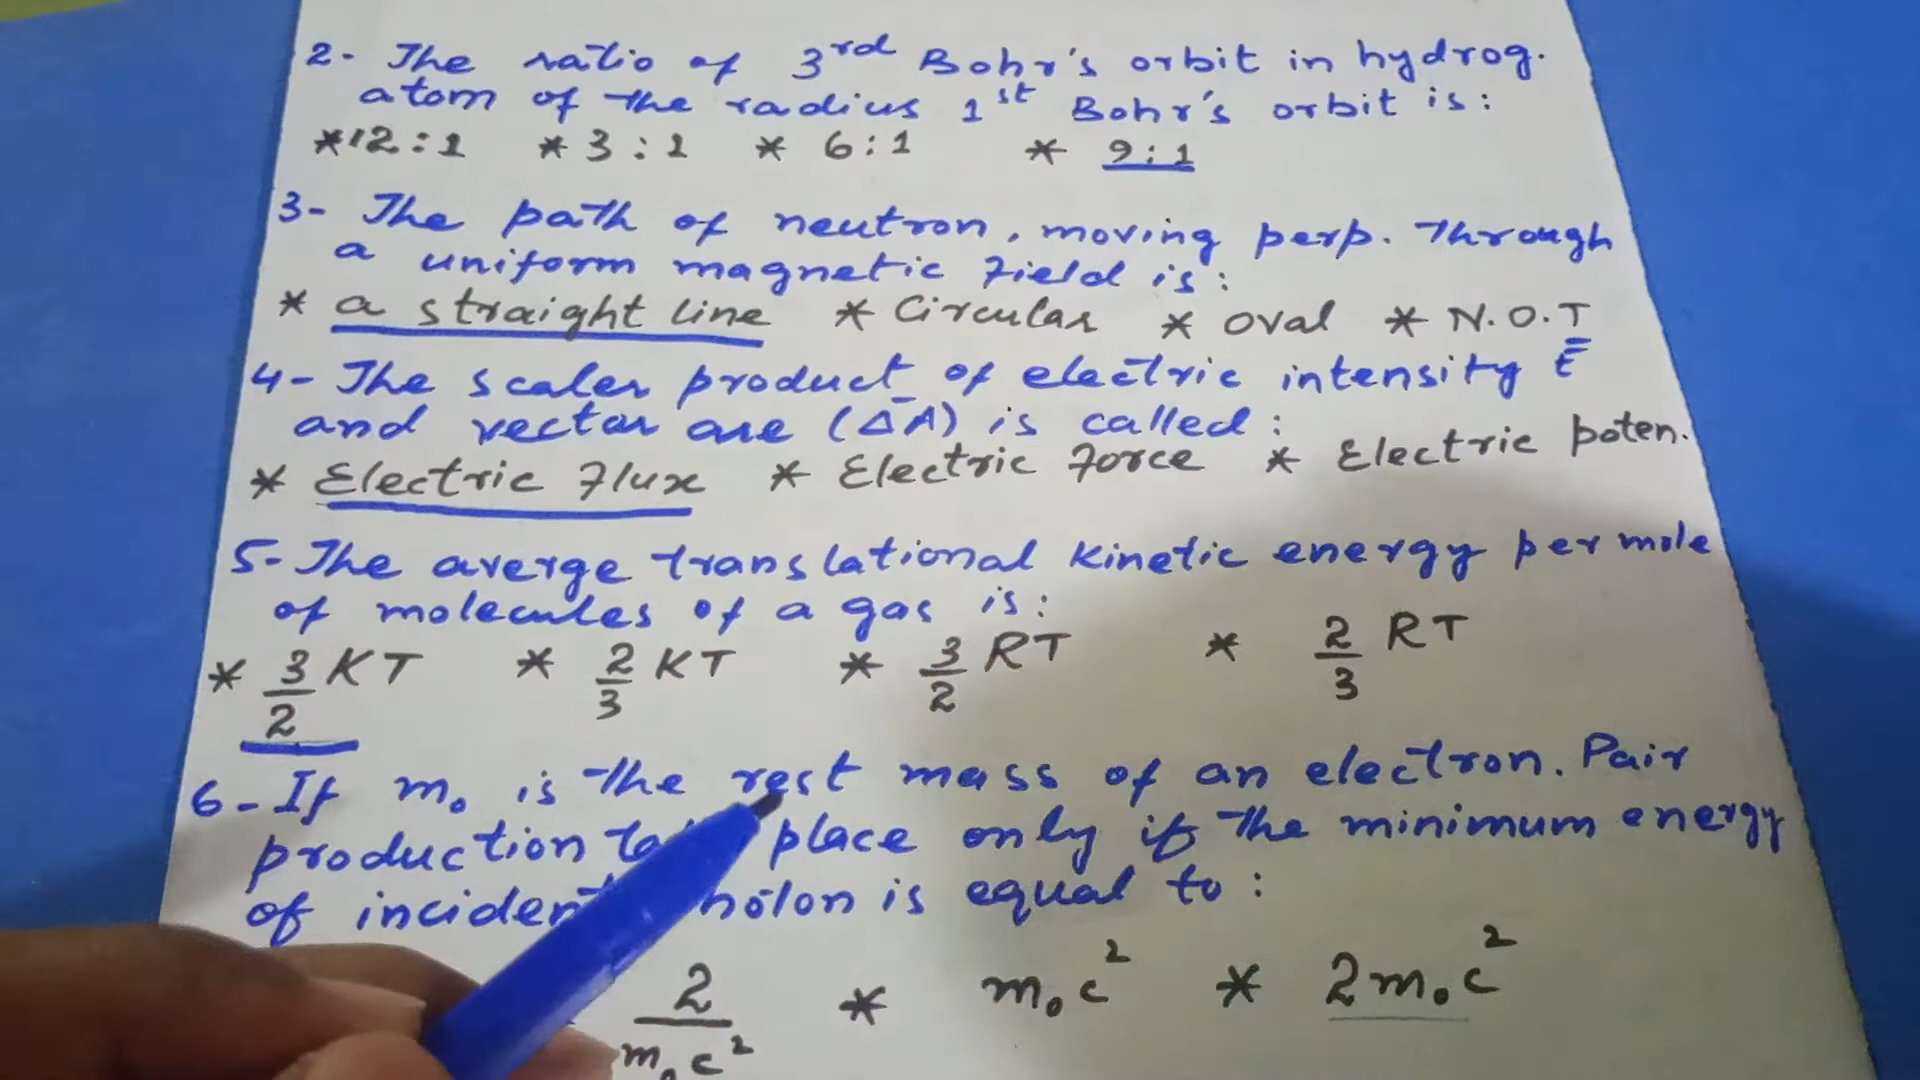 2- The ratio of 3rd Bohr's orbit in hydrog.
atom of the radius 1st Bohr's orbit is:
* 12:1 * 3:1 * 6:1 * 9:1
3- The path of neutron, moving perp. through
a uniform magnetic field is:
* a straight line * Circular * oval * N.O.T
4- The scaler product of electric intensity E̅
and vector are (ΔA̅) is called:
* Electric Flux * Electric Force * Electric poten.
5- The averge translational kinetic energy per mole
of molecules of a gas is:
* 3/2 KT * 2/3 KT * 3/2 RT * 2/3 RT
6- If m₀ is the rest mass of an electron. Pair
production place only if the minimum energy
of is equal to:
2/m₀c² * m₀c² * 2m₀c²